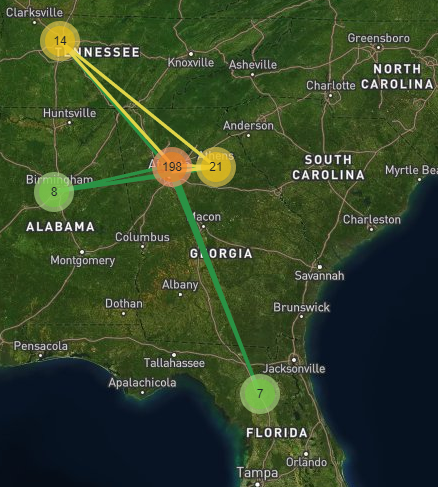 Clarksville
14
TENNESSEE
Knoxville
Asheville
Greensboro
NORTH
CAROLINA
Charlotte
Huntsville
Anderson
SOUTH
CAROLINA
198
21
Birmingham
8
Myrtle Bea
ALABAMA
Macon
Charleston
Columbus
GEORGIA
Montgomery
Savannah
Albany
Dothan
Brunswick
Pensacola
Tallahassee
Jacksonville
Apalachicola
7
FLORIDA
Orlando
Tampa